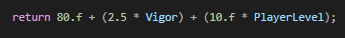 return 80.f + (2.5 * Vigor) + (10.f * PlayerLevel);